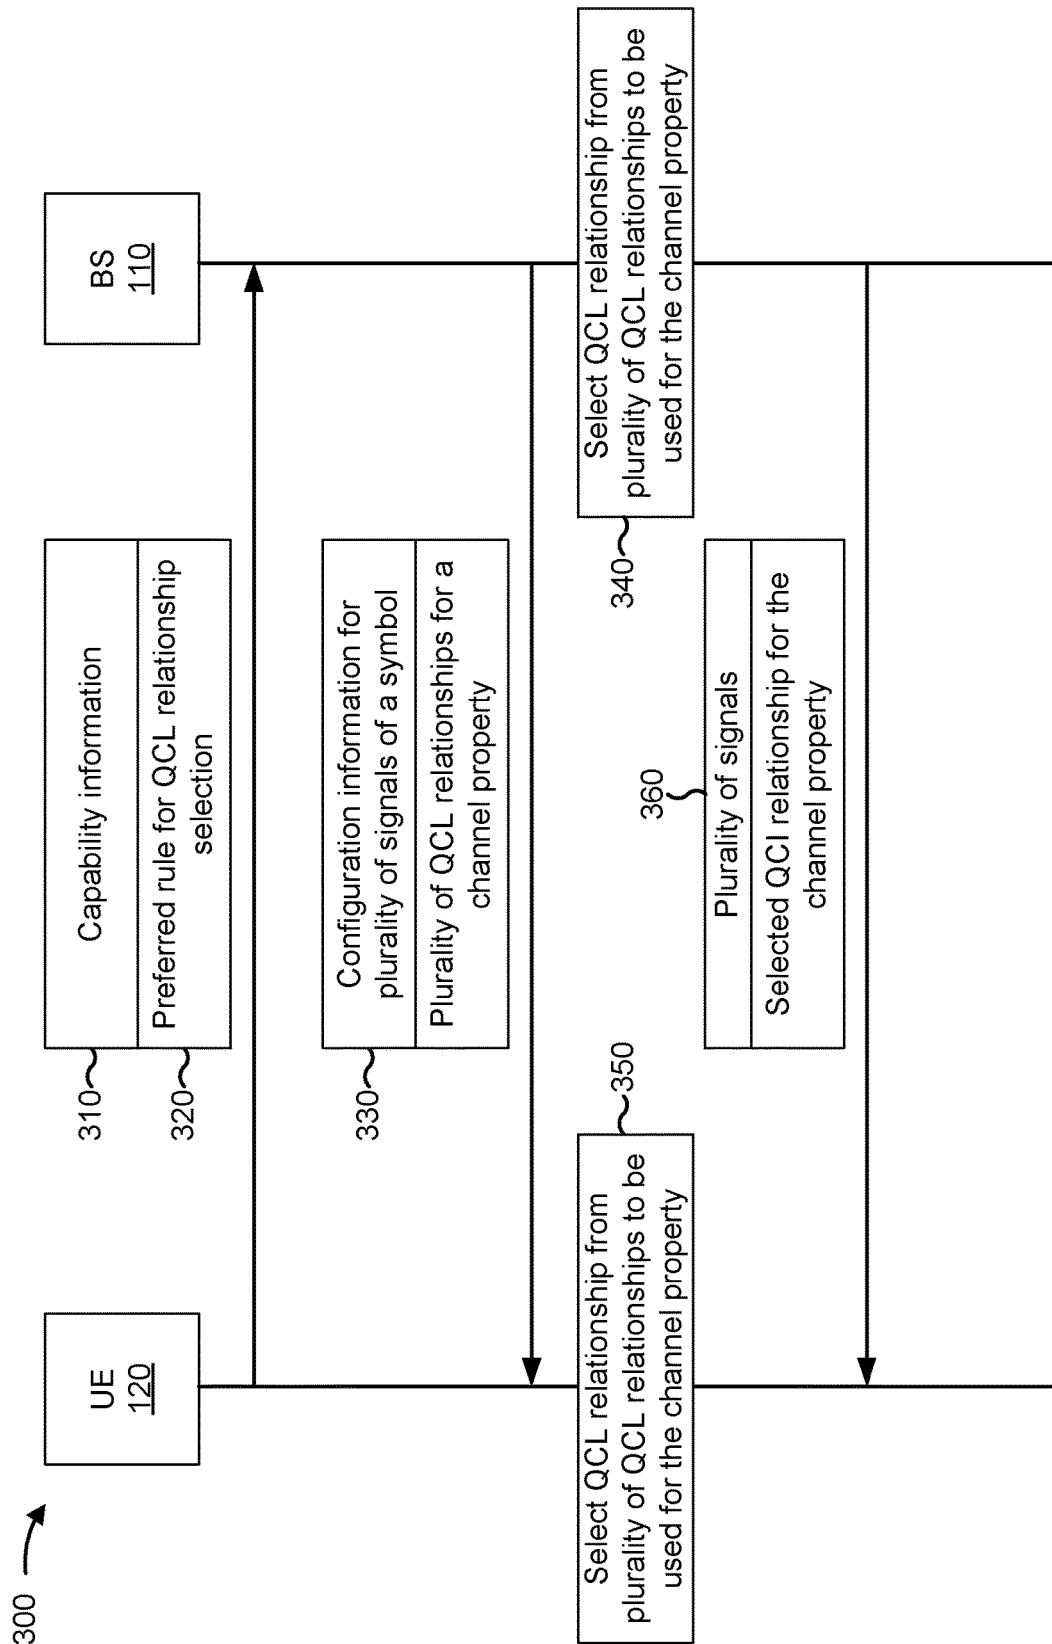 300
UE
120
BS
110
310
Capability information
320
Preferred rule for QCL relationship
selection
330
Configuration information for
plurality of signals of a symbol
Plurality of QCL relationships for a
channel property
Select QCL relationship from
plurality of QCL relationships to be
used for the channel property
350
340
Select QCL relationship from
plurality of QCL relationships to be
used for the channel property
360
Plurality of signals
Selected QCI relationship for the
channel property